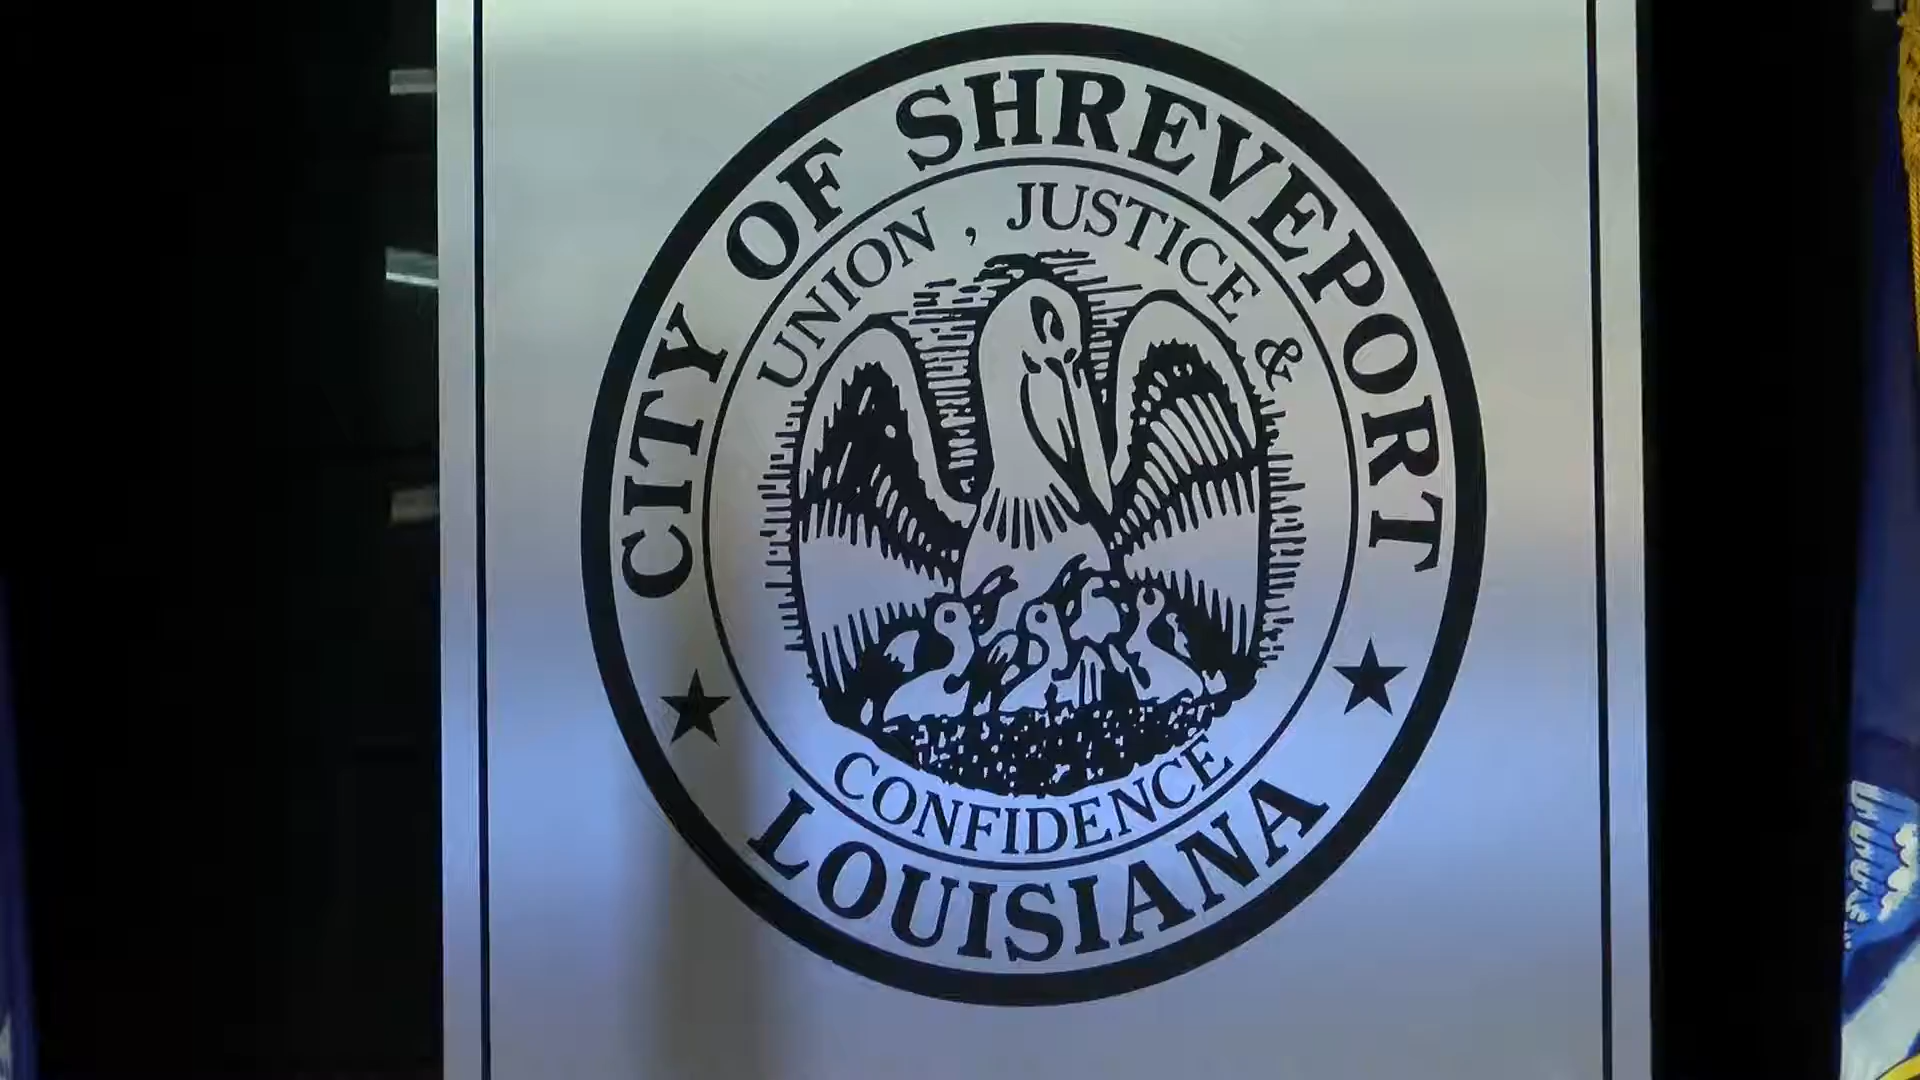 CITY OF SHREVEPORT
UNION , JUSTICE &
CONFIDENCE
LOUISIANA